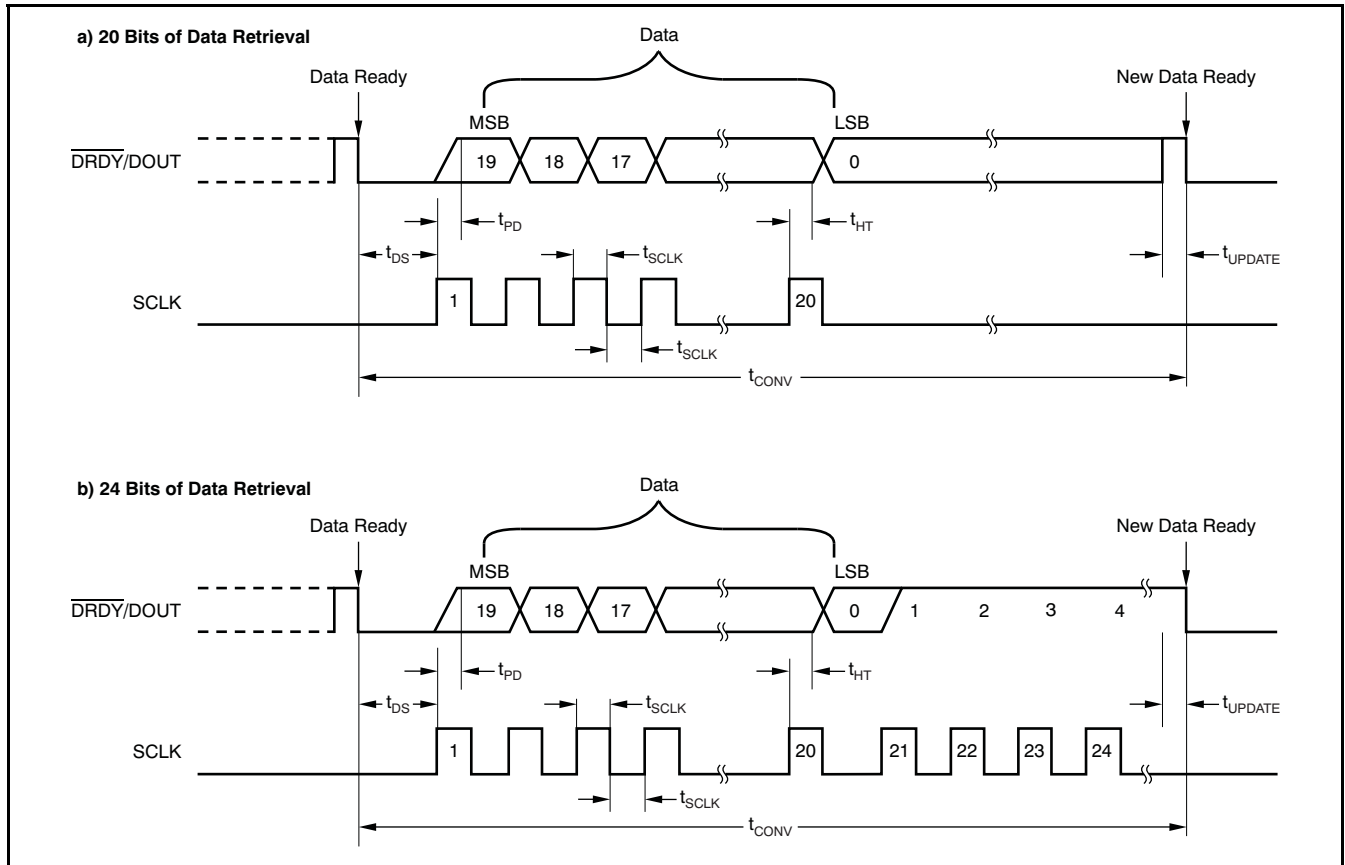 a) 20 Bits of Data Retrieval
Data
Data Ready
New Data Ready
MSB
LSB
DRDY/DOUT
19
18
17
0
tPD
tHT
tDS
tSCLK
tUPDATE
SCLK
1
20
tSCLK
tCONV
b) 24 Bits of Data Retrieval
Data
Data Ready
New Data Ready
MSB
LSB
DRDY/DOUT
19
18
17
0
1
2
3
4
tPD
tHT
tDS
tSCLK
tUPDATE
SCLK
1
20
21
22
23
24
tSCLK
tCONV